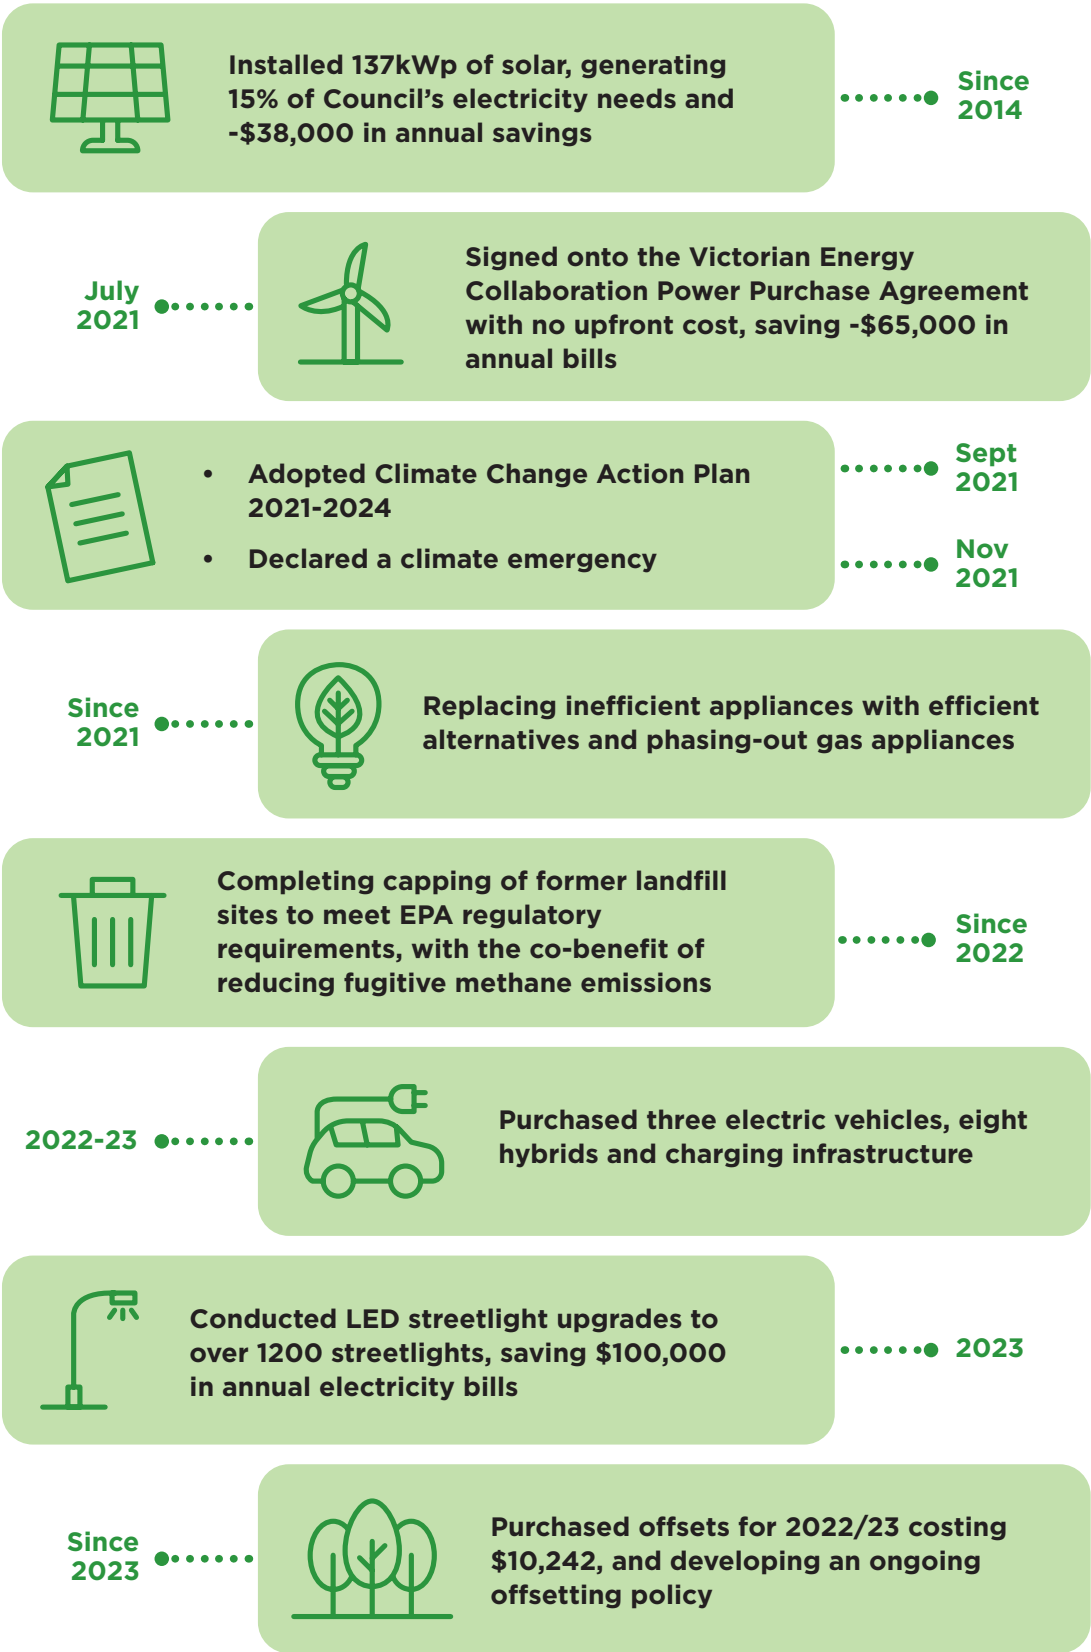 Installed 137kWp of solar, generating
15% of Council’s electricity needs and
-$38,000 in annual savings
Since
2014
July
2021
Signed onto the Victorian Energy
Collaboration Power Purchase Agreement
with no upfront cost, saving -$65,000 in
annual bills
• Adopted Climate Change Action Plan
2021-2024
Sept
2021
• Declared a climate emergency
Nov
2021
Since
2021
Replacing inefficient appliances with efficient
alternatives and phasing-out gas appliances
Completing capping of former landfill
sites to meet EPA regulatory
requirements, with the co-benefit of
reducing fugitive methane emissions
Since
2022
2022-23
Purchased three electric vehicles, eight
hybrids and charging infrastructure
Conducted LED streetlight upgrades to
over 1200 streetlights, saving $100,000
in annual electricity bills
2023
Since
2023
Purchased offsets for 2022/23 costing
$10,242, and developing an ongoing
offsetting policy